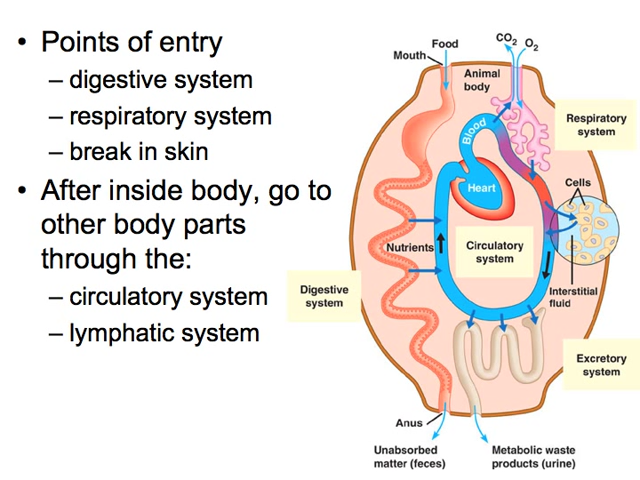 • Points of entry
– digestive system
– respiratory system
– break in skin
• After inside body, go to
other body parts
through the:
– circulatory system
– lymphatic system
Food
CO2
O2
Mouth
Animal
body
Blood
Respiratory
system
Cells
Heart
Nutrients
Circulatory
system
Digestive
system
Interstitial
fluid
Excretory
system
Anus
Unabsorbed
matter (feces)
Metabolic waste
products (urine)